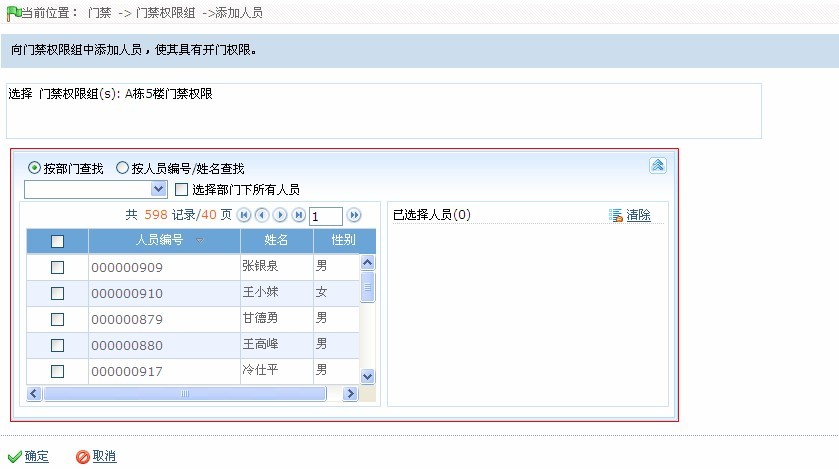 当前位置： 门禁 -> 门禁权限组 ->添加人员
向门禁权限组中添加人员，使其具有开门权限。
选择 门禁权限组(s): A栋5楼门禁权限
按部门查找 按人员编号/姓名查找
选择部门下所有人员
共 598 记录/40 页 1
已选择人员(0) 清除
人员编号 姓名 性别
000000909 张银泉 男
000000910 王小妹 女
000000879 甘德勇 男
000000880 王高峰 男
000000917 冷仕平 男
确定 取消